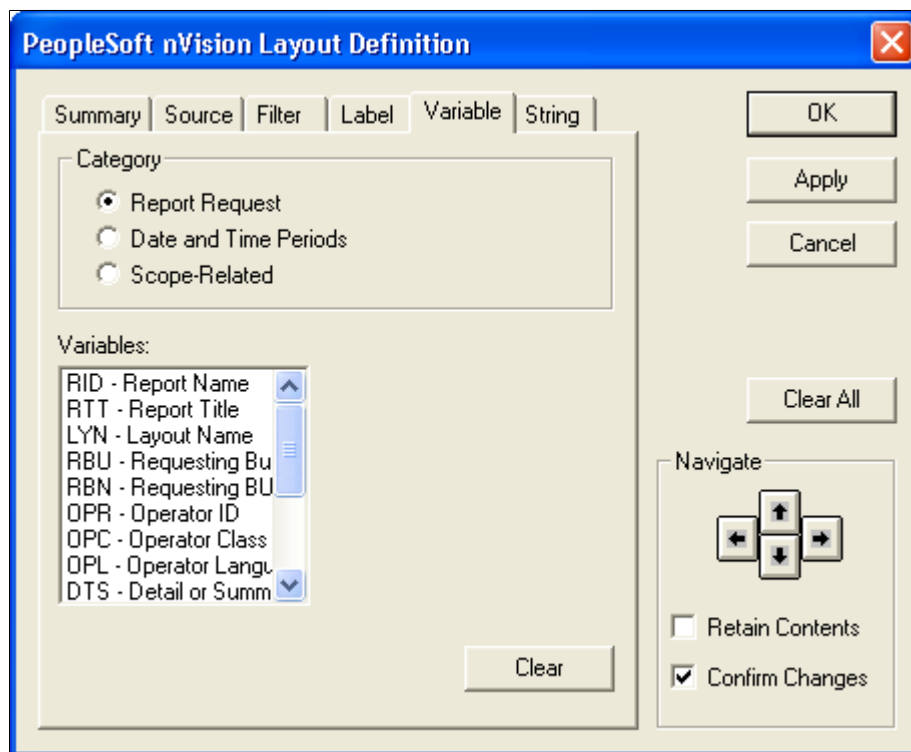 PeopleSoft nVision Layout Definition
Summary Source Filter Label Variable String
Category
Report Request
Date and Time Periods
Scope-Related
Variables:
RID - Report Name
RTT - Report Title
LYN - Layout Name
RBU - Requesting Bu
RBN - Requesting BU
OPR - Operator ID
OPC - Operator Class
OPL - Operator Langu
DTS - Detail or Summ
Clear
OK
Apply
Cancel
Clear All
Navigate
Retain Contents
Confirm Changes